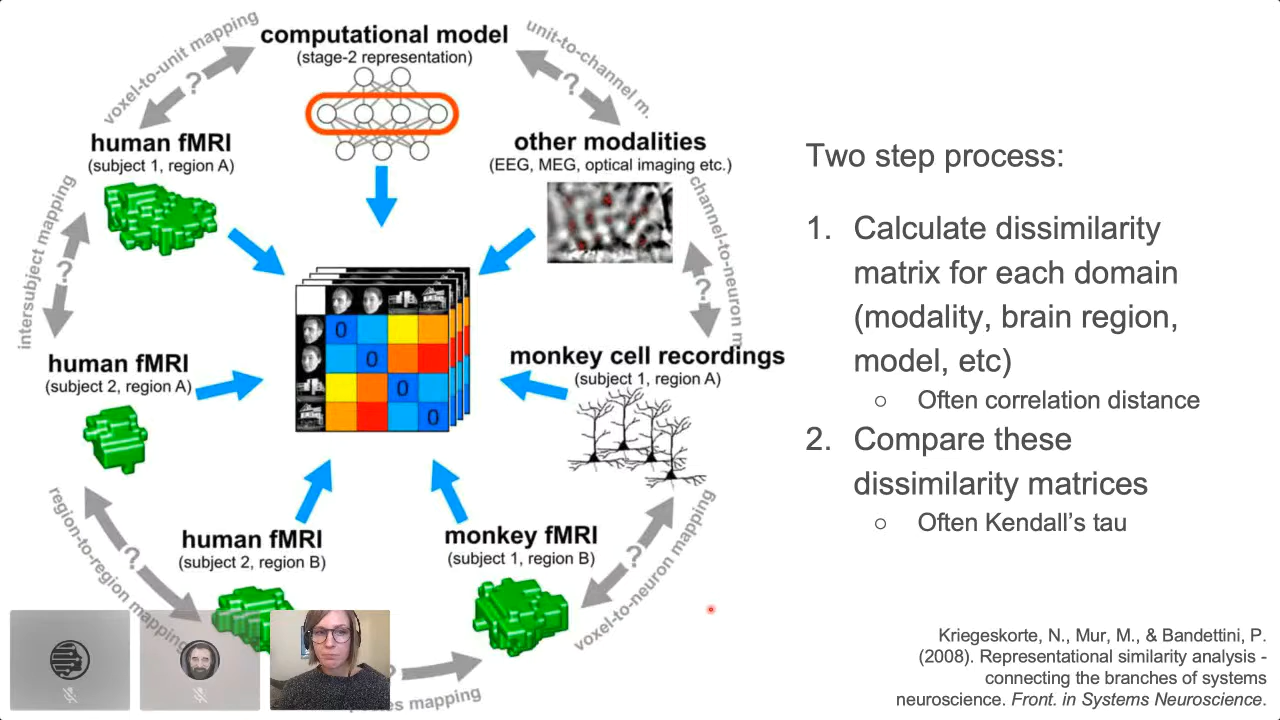 computational model
(stage-2 representation)
voxel-to-unit mapping
?
unit-to-channel m.
?
human fMRI
(subject 1, region A)
other modalities
(EEG, MEG, optical imaging etc.)
intersubject mapping
?
channel-to-neuron m
?
0
0
0
0
human fMRI
(subject 2, region A)
monkey cell recordings
(subject 1, region A)
region-to-region mapping
?
human fMRI
(subject 2, region B)
monkey fMRI
(subject 1, region B)
voxel-to-neuron mapping
?
mapping
Two step process:
1. Calculate dissimilarity
matrix for each domain
(modality, brain region,
model, etc)
○ Often correlation distance
2. Compare these
dissimilarity matrices
○ Often Kendall’s tau
Kriegeskorte, N., Mur, M., & Bandettini, P.
(2008). Representational similarity analysis -
connecting the branches of systems
neuroscience. Front. in Systems Neuroscience.